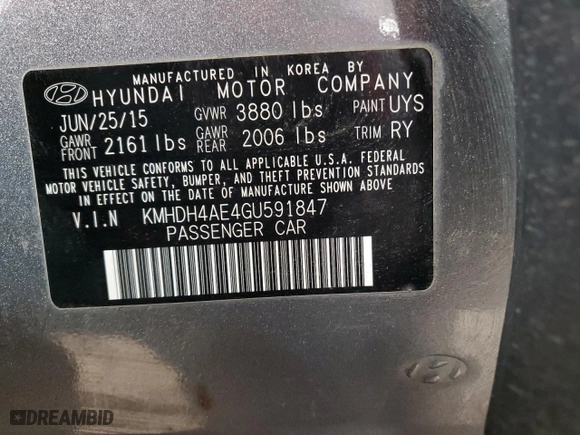 MANUFACTURED IN KOREA BY
HYUNDAI MOTOR COMPANY
JUN/25/15 GVWR 3880 lbs PAINT UYS
GAWR FRONT 2161 lbs GAWR REAR 2006 lbs TRIM RY
THIS VEHICLE CONFORMS TO ALL APPLICABLE U.S.A. FEDERAL
MOTOR VEHICLE SAFETY, BUMPER, AND THEFT PREVENTION STANDARDS
IN EFFECT ON THE DATE OF MANUFACTURE SHOWN ABOVE
V.I.N KMHDH4AE4GU591847
PASSENGER CAR
DREAMBID